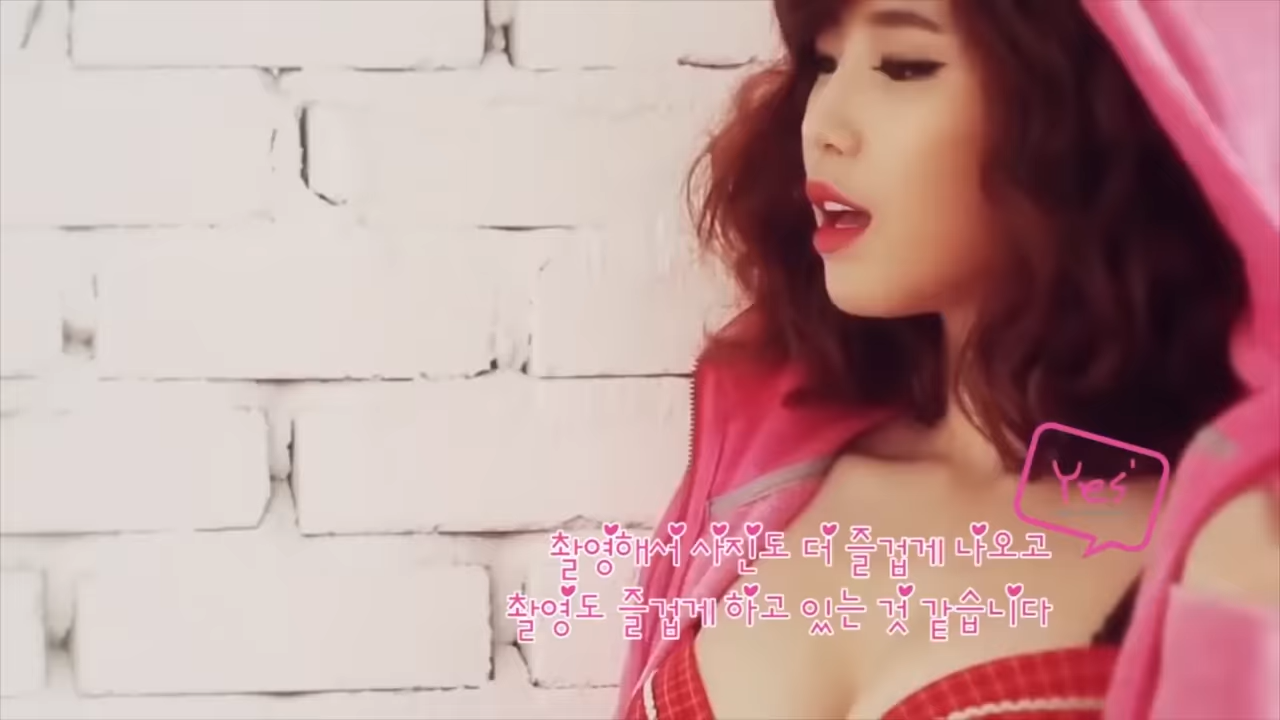 Yes'
촬영해서 사진도 더 즐겁게 나오고
촬영도 즐겁게 하고 있는 것 같습니다